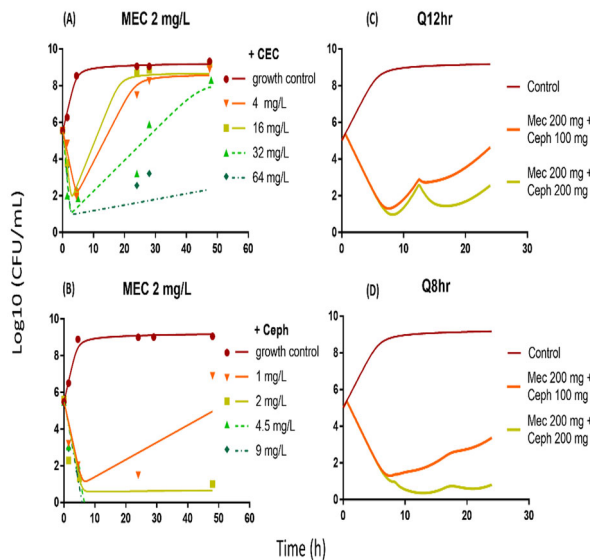 (A) MEC 2 mg/L
10
8
6
4
2
0
0 10 20 30 40 50 60
+ CEC
growth control
4 mg/L
16 mg/L
32 mg/L
64 mg/L
(C) Q12hr
10
8
6
4
2
0
0 10 20 30
h
Control
Mec 200 mg +
Ceph 100 mg
Mec 200 mg +
Ceph 200 mg
Log10 (CFU/mL)
(B) MEC 2 mg/L
10
8
6
4
2
0
0 10 20 30 40 50 60
+ Ceph
growth control
1 mg/L
2 mg/L
4.5 mg/L
9 mg/L
(D) Q8hr
10
8
6
4
2
0
0 10 20 30
h
Control
Mec 200 mg +
Ceph 100 mg
Mec 200 mg +
Ceph 200 mg
Time (h)